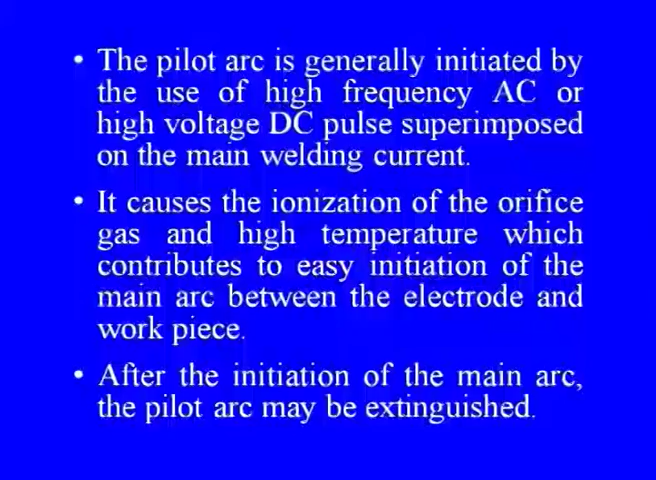 • The pilot arc is generally initiated by
the use of high frequency AC or
high voltage DC pulse superimposed
on the main welding current.
• It causes the ionization of the orifice
gas and high temperature which
contributes to easy initiation of the
main arc between the electrode and
work piece.
• After the initiation of the main arc,
the pilot arc may be extinguished.